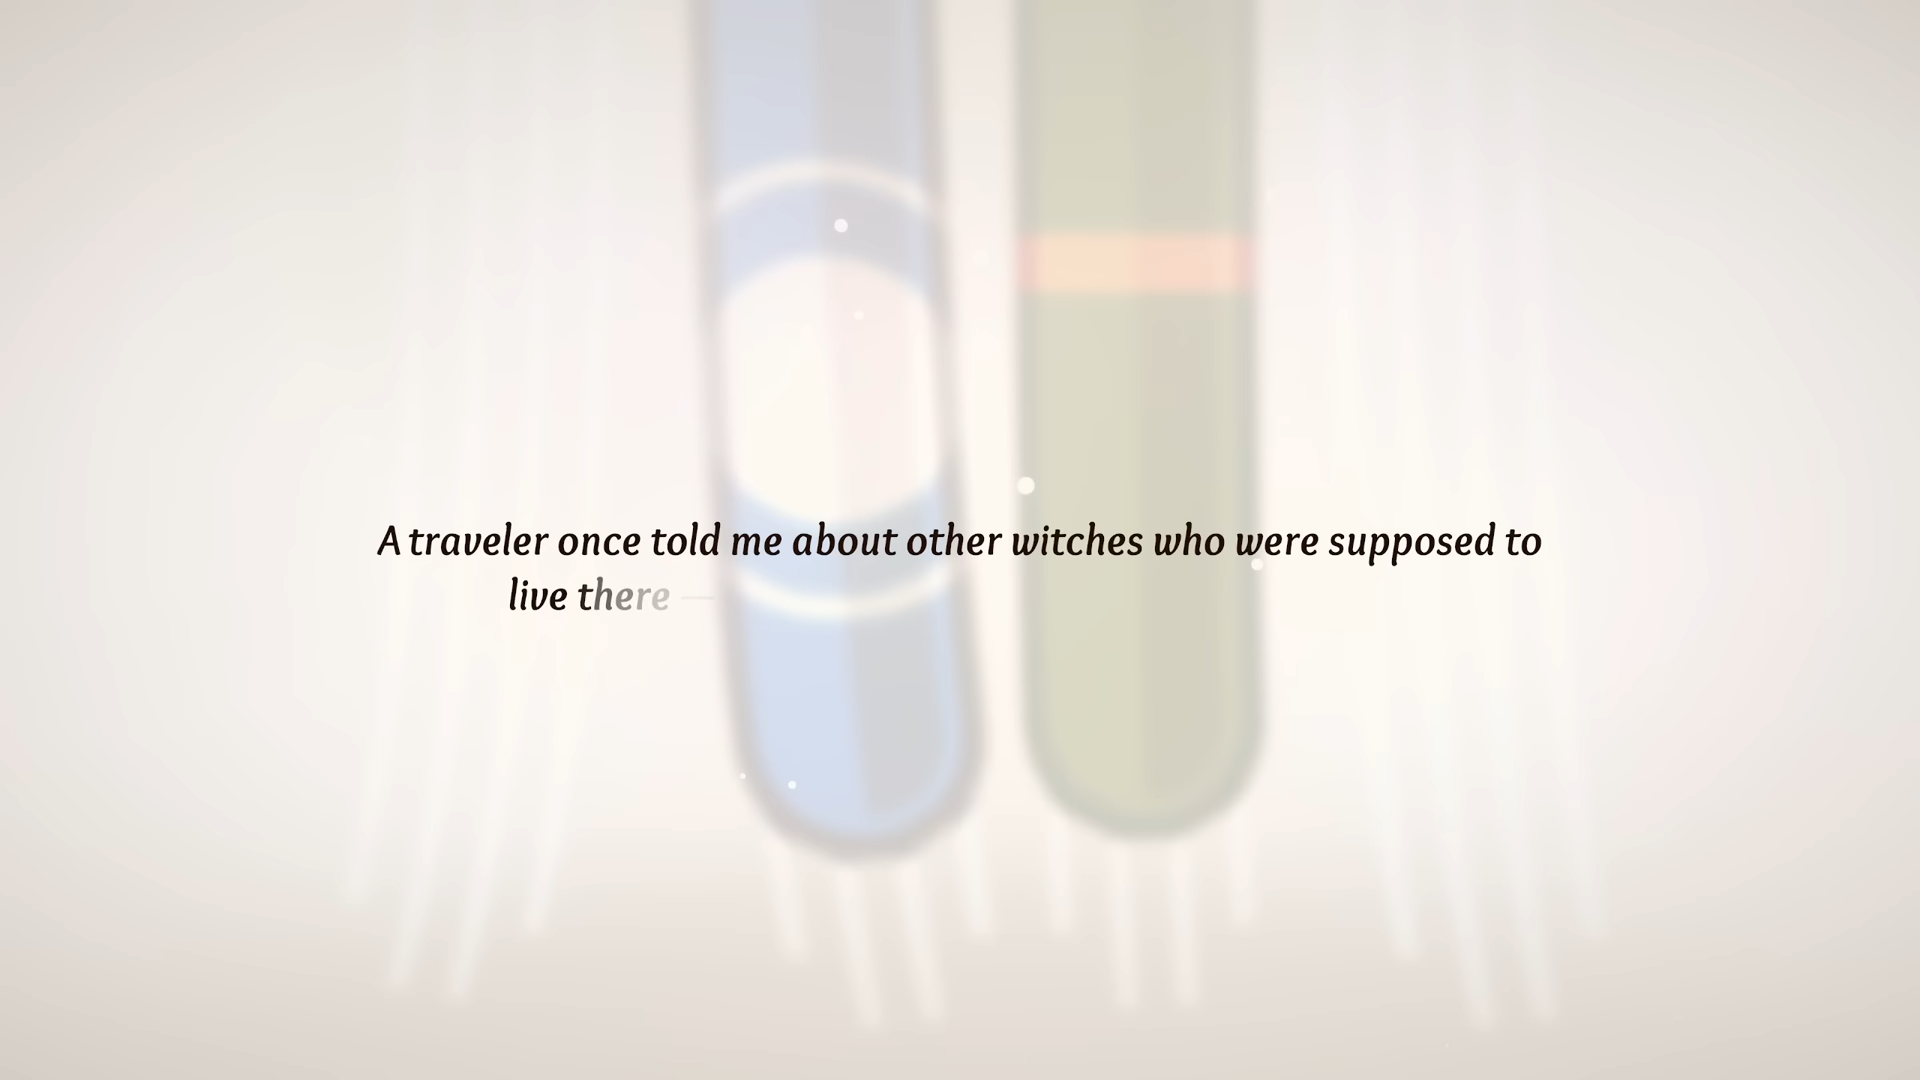 A traveler once told me about other witches who were supposed to
live there —